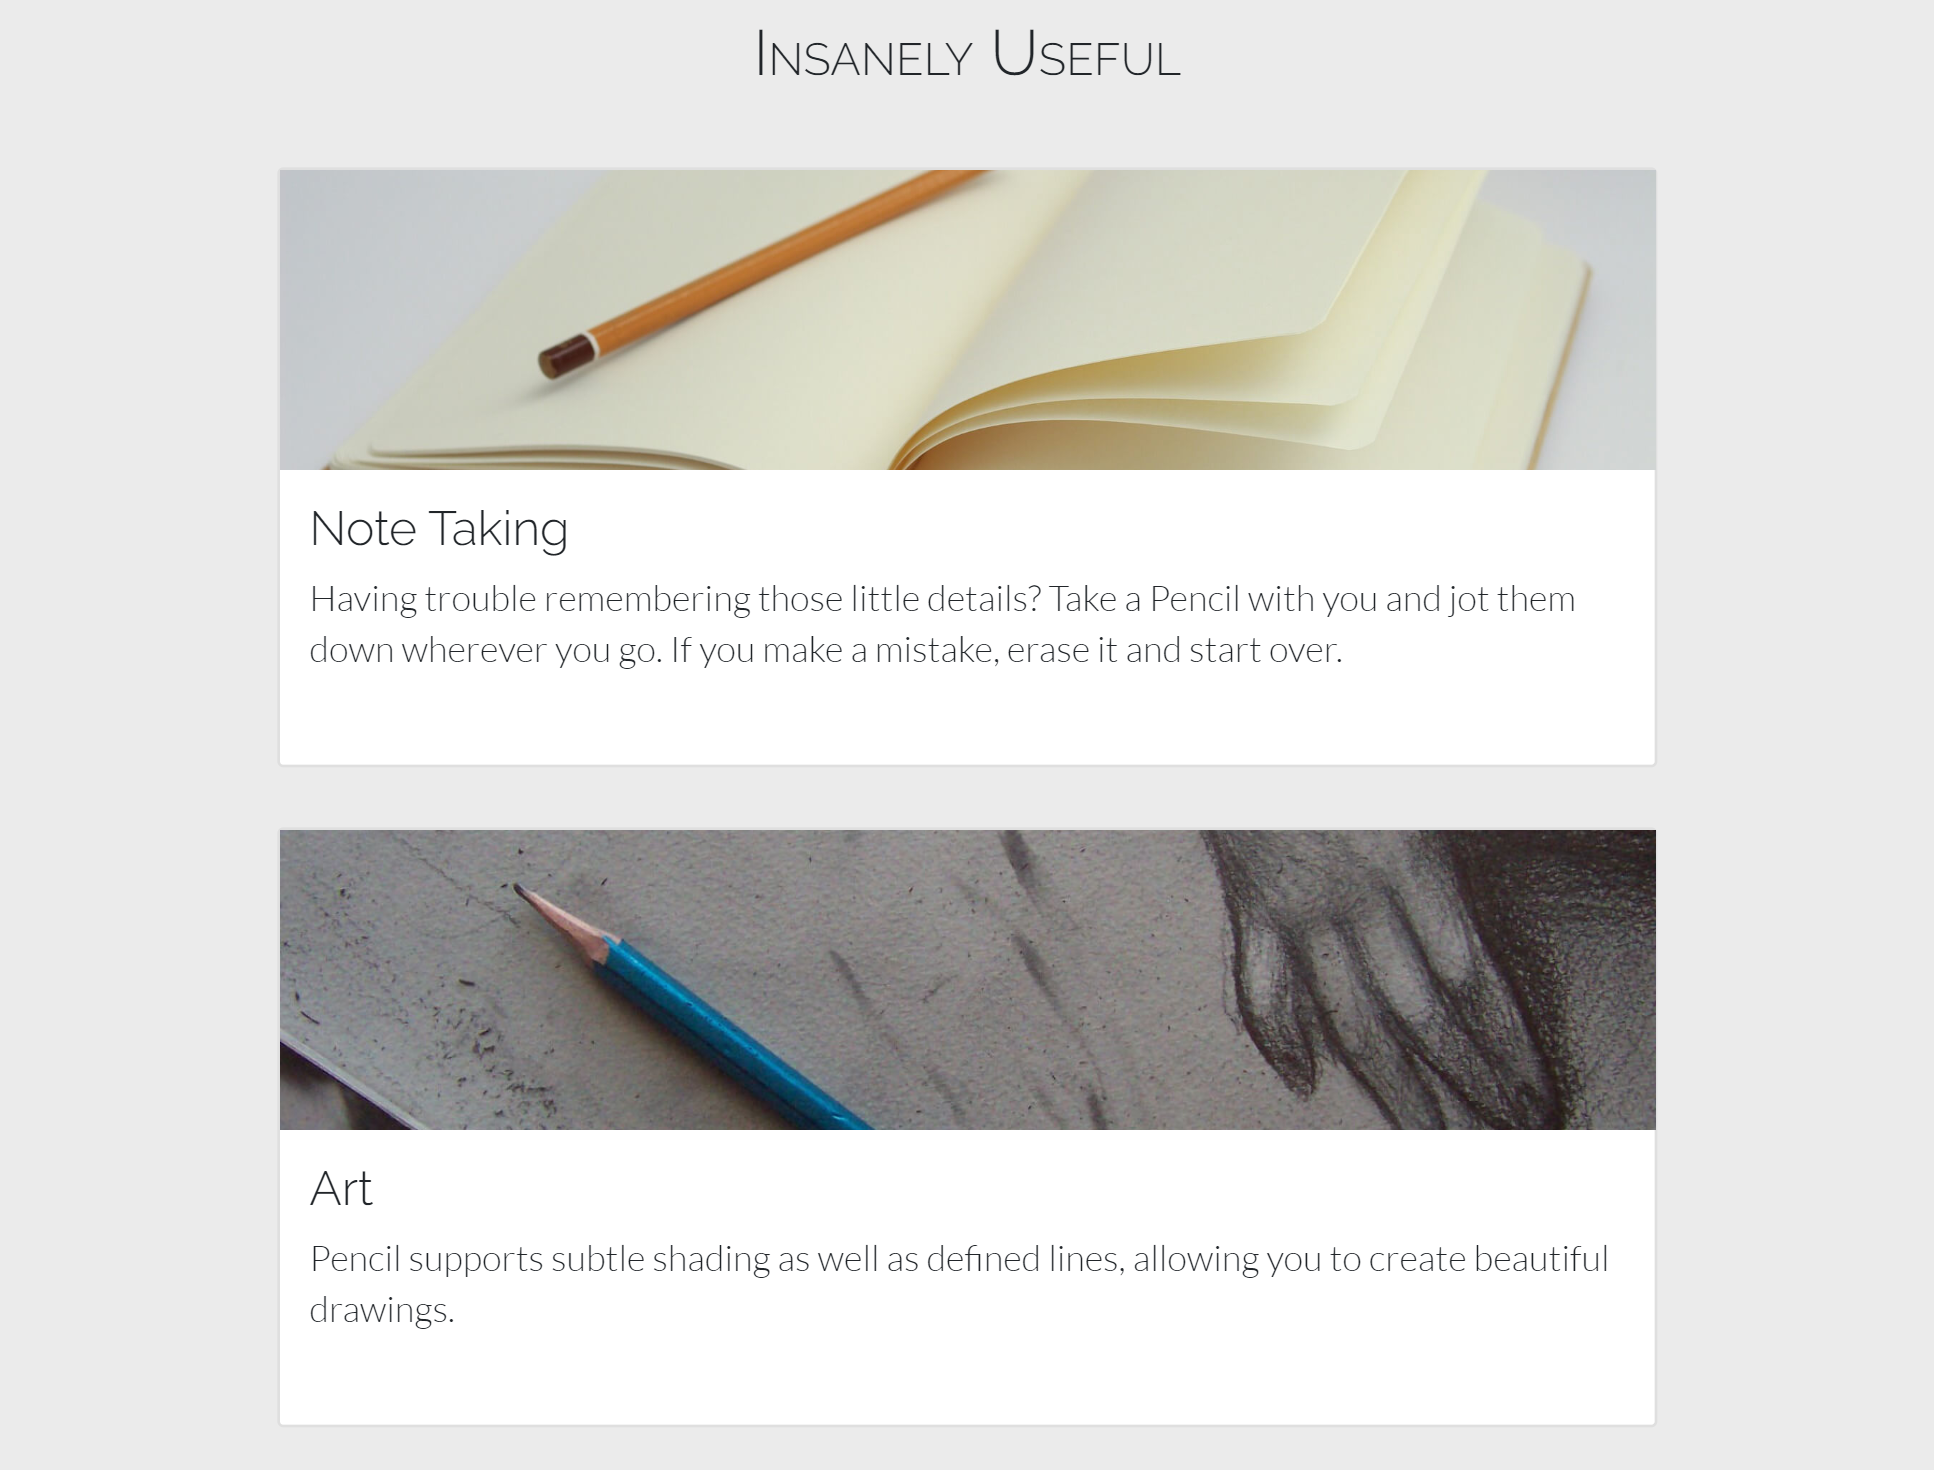 Insanely Useful
Note Taking
Having trouble remembering those little details? Take a Pencil with you and jot them
down wherever you go. If you make a mistake, erase it and start over.
Art
Pencil supports subtle shading as well as defined lines, allowing you to create beautiful
drawings.